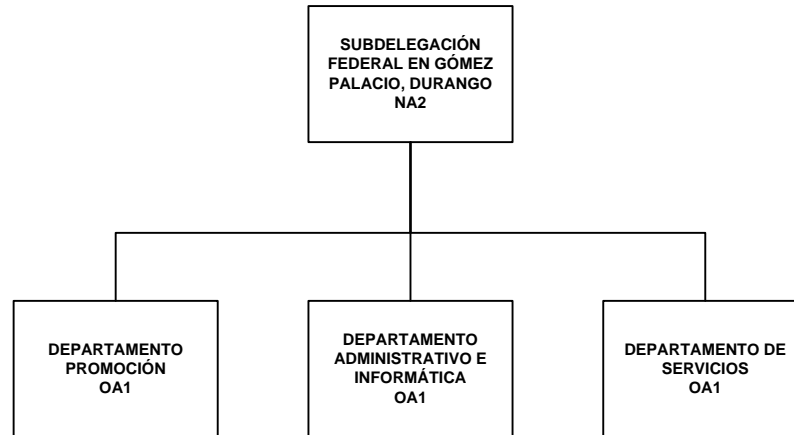 SUBDELEGACIÓN
FEDERAL EN GÓMEZ
PALACIO, DURANGO
NA2
DEPARTAMENTO
PROMOCIÓN
OA1
DEPARTAMENTO
ADMINISTRATIVO E
INFORMÁTICA
OA1
DEPARTAMENTO DE
SERVICIOS
OA1